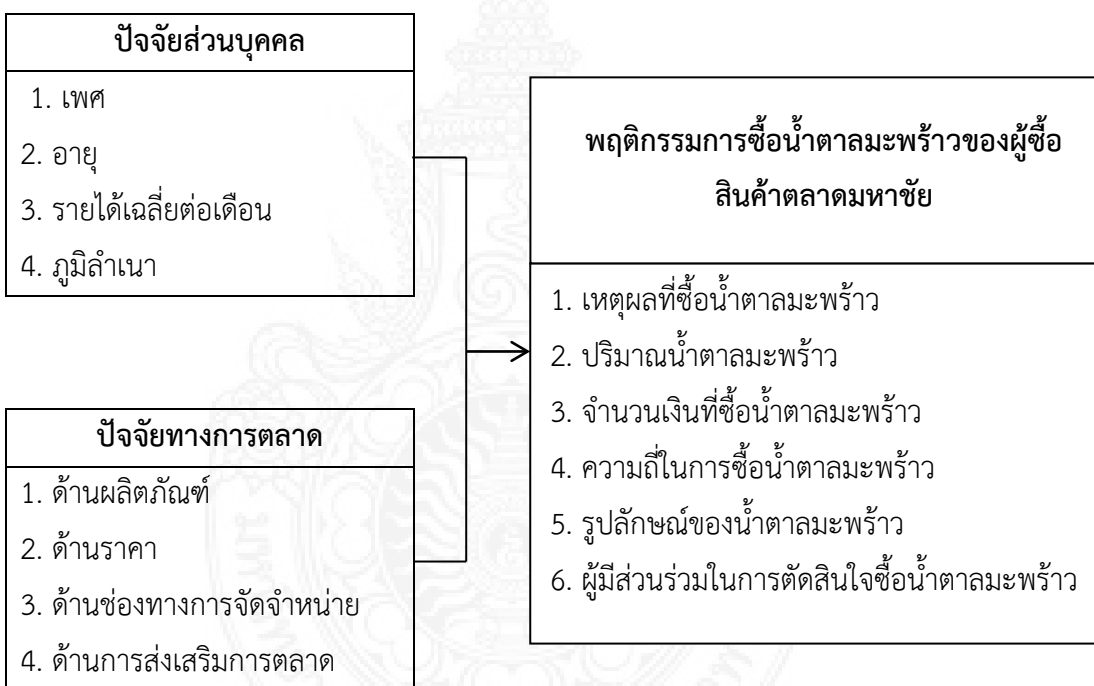 ปัจจัยส่วนบุคคล
1. เพศ
2. อายุ
3. รายได้เฉลี่ยต่อเดือน
4. ภูมิลำเนา
ปัจจัยทางการตลาด
1. ด้านผลิตภัณฑ์
2. ด้านราคา
3. ด้านช่องทางการจัดจำหน่าย
4. ด้านการส่งเสริมการตลาด
พฤติกรรมการซื้อน้ำตาลมะพร้าวของผู้ซื้อ
สินค้าตลาดมหาชัย
1. เหตุผลที่ซื้อน้ำตาลมะพร้าว
2. ปริมาณน้ำตาลมะพร้าว
3. จำนวนเงินที่ซื้อน้ำตาลมะพร้าว
4. ความถี่ในการซื้อน้ำตาลมะพร้าว
5. รูปลักษณ์ของน้ำตาลมะพร้าว
6. ผู้มีส่วนร่วมในการตัดสินใจซื้อน้ำตาลมะพร้าว